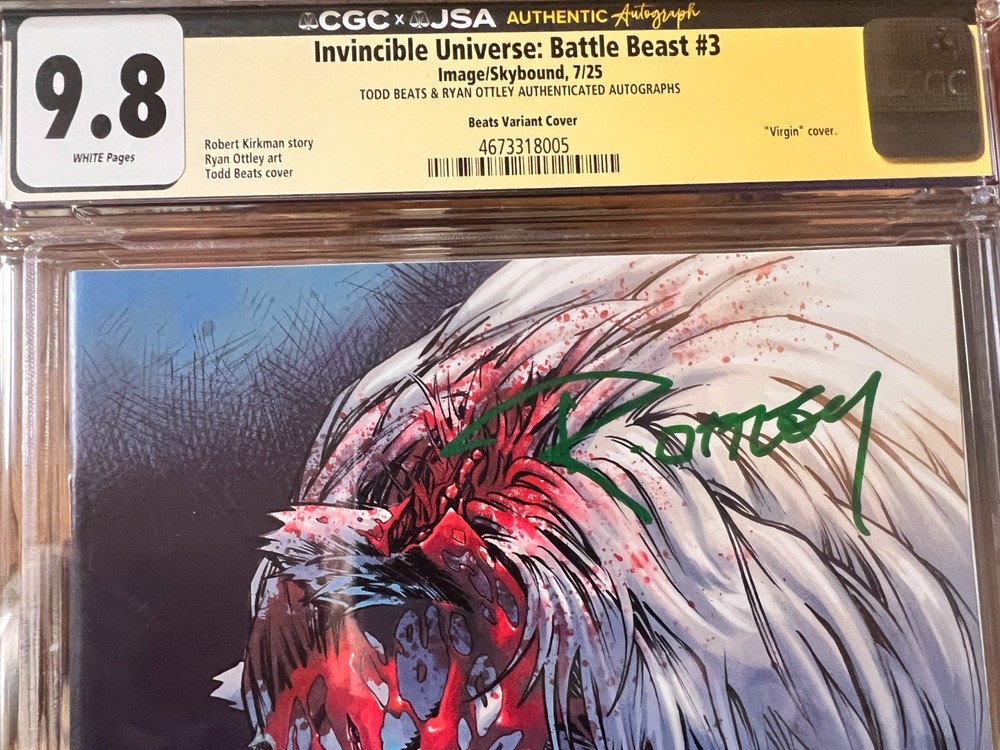 CGC x JSA AUTHENTIC Autograph
Invincible Universe: Battle Beast #3
Image/Skybound, 7/25
TODD BEATS & RYAN OTTLEY AUTHENTICATED AUTOGRAPHS
9.8
WHITE Pages
Beats Variant Cover
4673318005
"Virgin" cover.
Robert Kirkman story
Ryan Ottley art
Todd Beats cover
R.OTTLEY